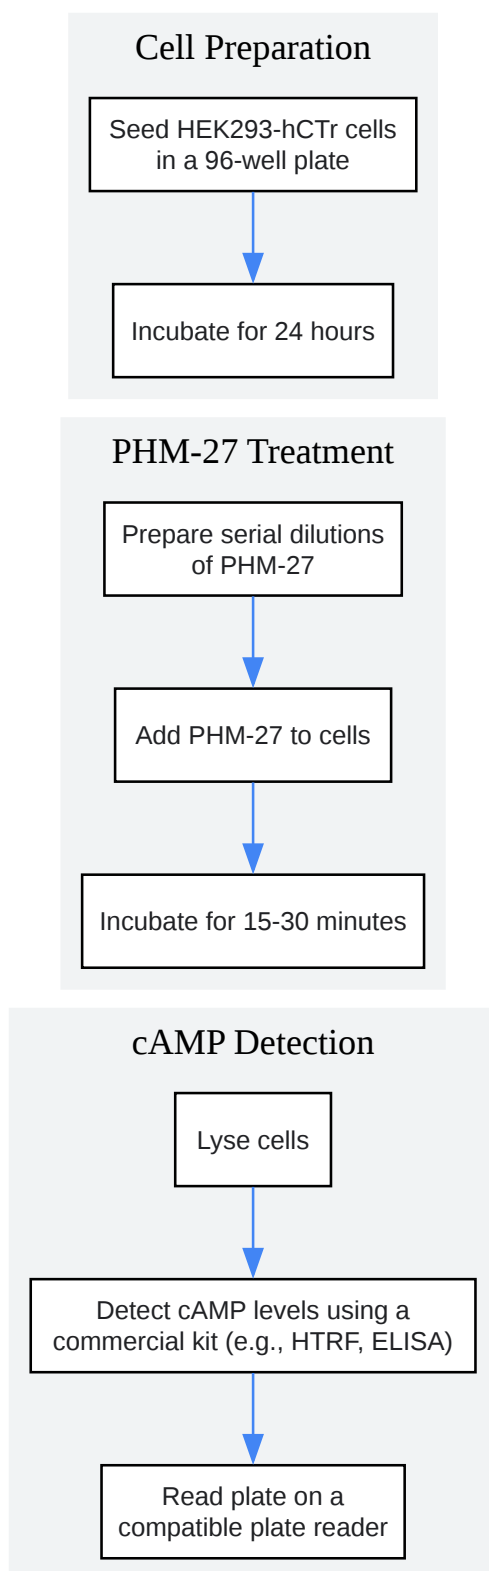 Cell Preparation
Seed HEK293-hCTr cells
in a 96-well plate
Incubate for 24 hours
PHM-27 Treatment
Prepare serial dilutions
of PHM-27
Add PHM-27 to cells
Incubate for 15-30 minutes
cAMP Detection
Lyse cells
Detect cAMP levels using a
commercial kit (e.g., HTRF, ELISA)
Read plate on a
compatible plate reader